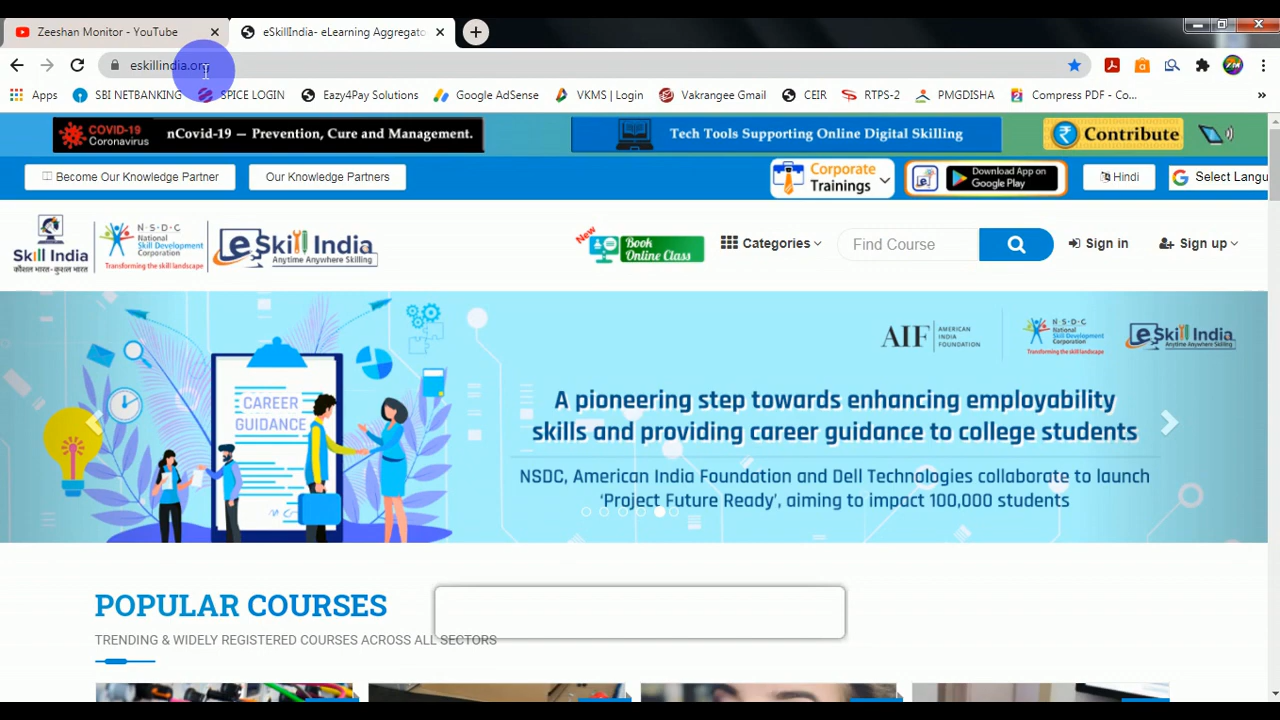 Zeeshan Monitor - YouTube
eSkillIndia- eLearning Aggregato
eskillindia.org
Apps
SBI NETBANKING
SPICE LOGIN
Eazy4Pay Solutions
Google AdSense
VKMS | Login
Vakrangee Gmail
CEIR
RTPS-2
PMGDISHA
Compress PDF - Co...
»
COVID-19 Coronavirus
nCovid-19 — Prevention, Cure and Management.
Tech Tools Supporting Online Digital Skilling
Contribute
Become Our Knowledge Partner
Our Knowledge Partners
Corporate
Trainings
Download App on
Google Play
Hindi
Select Langu
Skill India
कौशल भारत-कुशल भारत
N·S·D·C
National
Skill Development
Corporation
Transforming the skill landscape
eSkill India
Anytime Anywhere Skilling
New
Book
Online Class
Categories
Find Course
Sign in
Sign up
AIF
AMERICAN
INDIA
FOUNDATION
N·S·D·C
National
Skill Development
Corporation
Transforming the skill landscape
eSkill India
Anytime Anywhere Skilling
CAREER
GUIDANCE
A pioneering step towards enhancing employability
skills and providing career guidance to college students
NSDC, American India Foundation and Dell Technologies collaborate to launch
‘Project Future Ready’, aiming to impact 100,000 students
POPULAR COURSES
TRENDING & WIDELY REGISTERED COURSES ACROSS ALL SECTORS